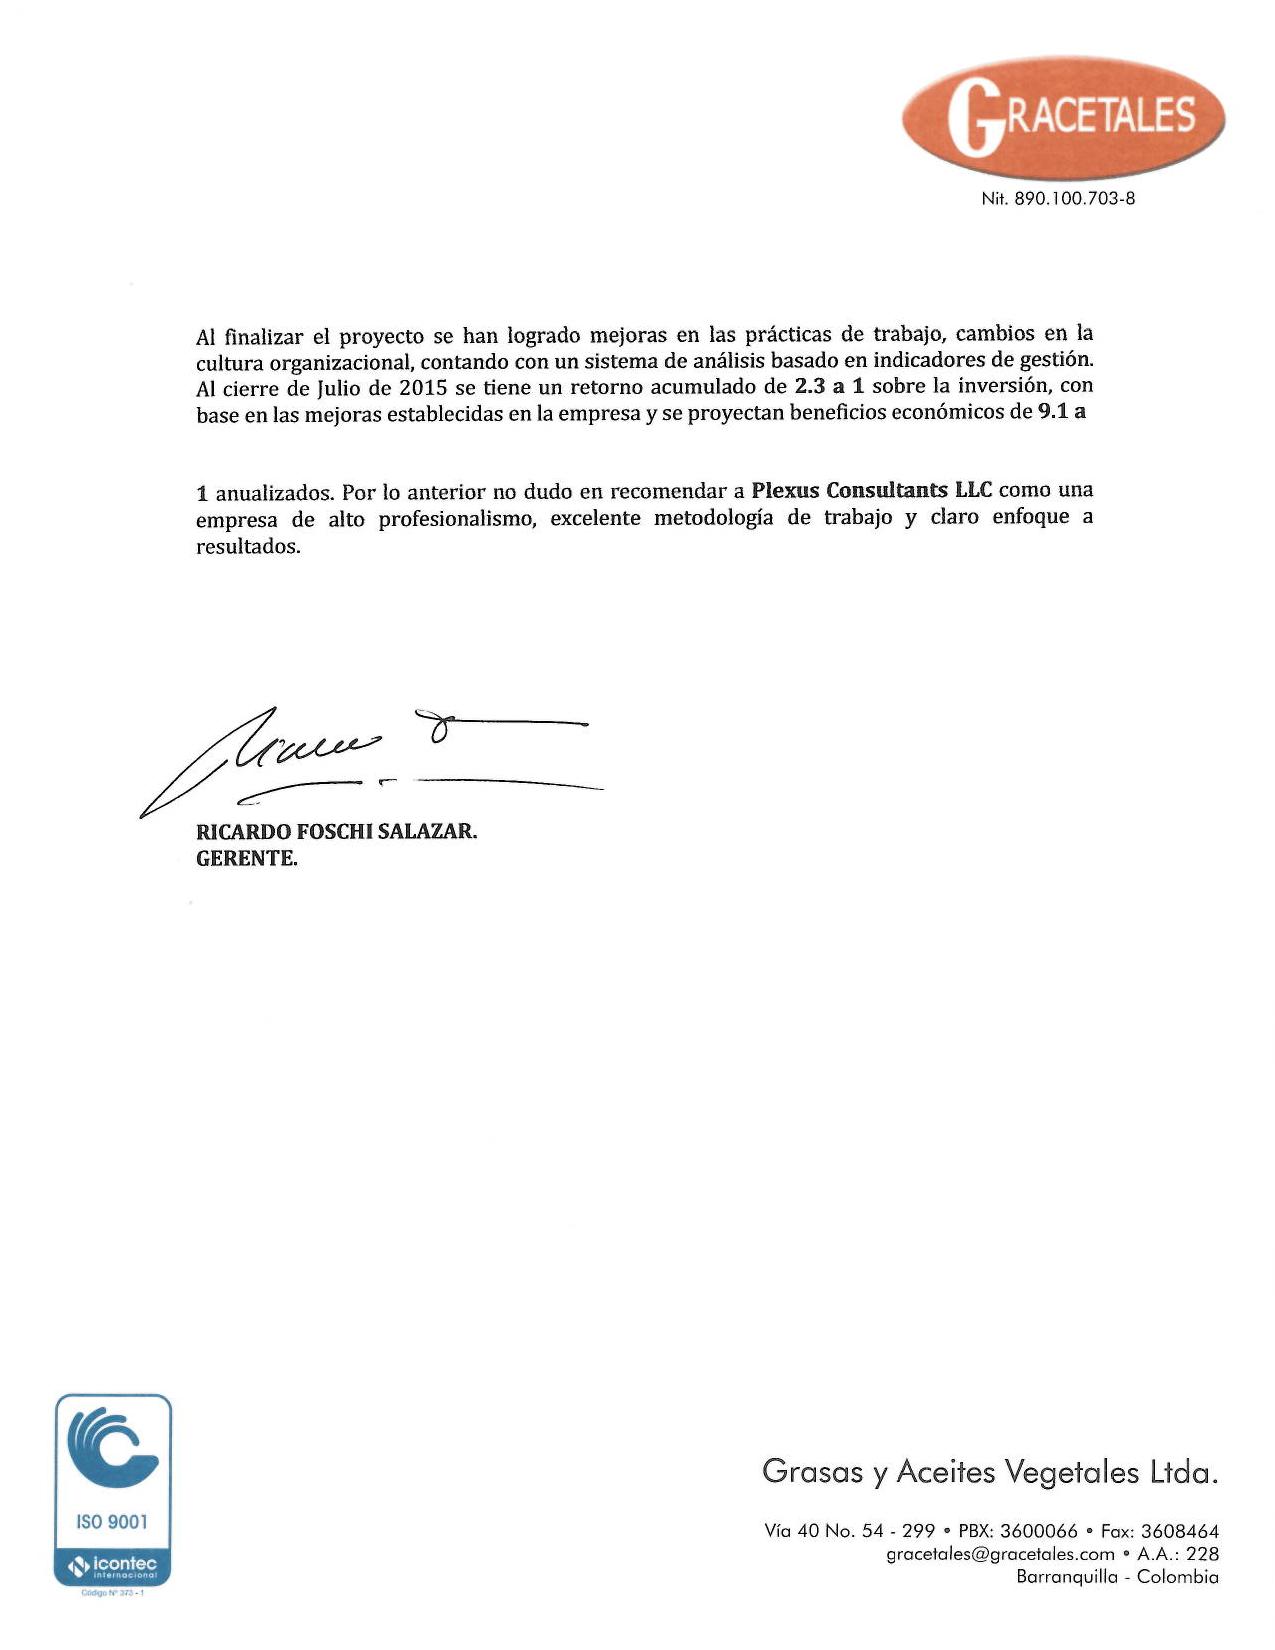 GRACETALES
Nit. 890.100.703-8
Al finalizar el proyecto se han logrado mejoras en las prácticas de trabajo, cambios en la
cultura organizacional, contando con un sistema de análisis basado en indicadores de gestión.
Al cierre de Julio de 2015 se tiene un retorno acumulado de 2.3 a 1 sobre la inversión, con
base en las mejoras establecidas en la empresa y se proyectan beneficios económicos de 9.1 a
1 anualizados. Por lo anterior no dudo en recomendar a Plexus Consultants LLC como una
empresa de alto profesionalismo, excelente metodología de trabajo y claro enfoque a
resultados.
RICARDO FOSCHI SALAZAR.
GERENTE.
ISO 9001
icontec
internacional
Código Nº 373 - 1
Grasas y Aceites Vegetales Ltda.
Vía 40 No. 54 - 299 • PBX: 3600066 • Fax: 3608464
gracetales@gracetales.com • A.A.: 228
Barranquilla - Colombia